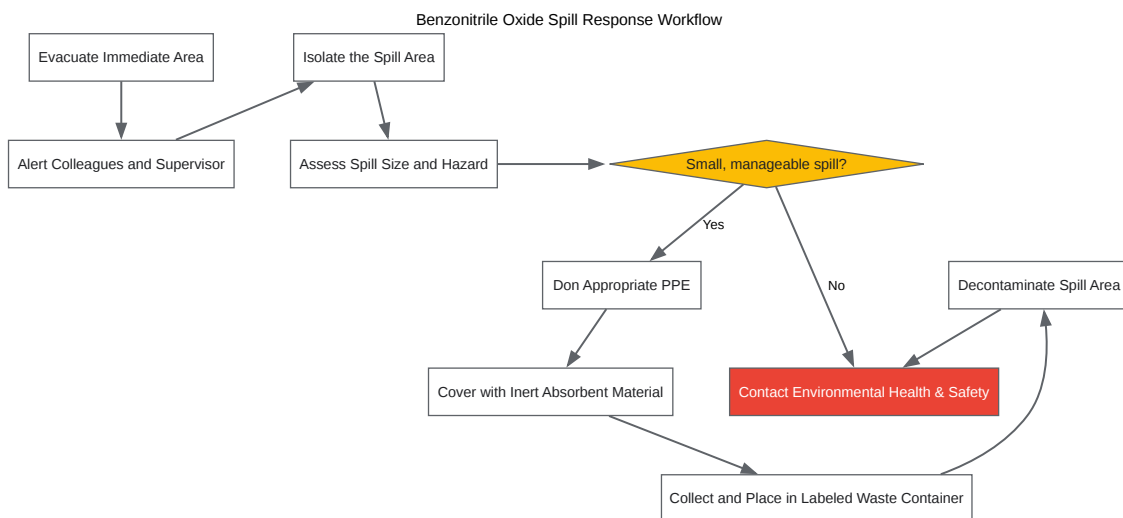 Benzonitrile Oxide Spill Response Workflow
Evacuate Immediate Area
Isolate the Spill Area
Alert Colleagues and Supervisor
Assess Spill Size and Hazard
Small, manageable spill?
Yes
No
Don Appropriate PPE
Decontaminate Spill Area
Cover with Inert Absorbent Material
Contact Environmental Health & Safety
Collect and Place in Labeled Waste Container